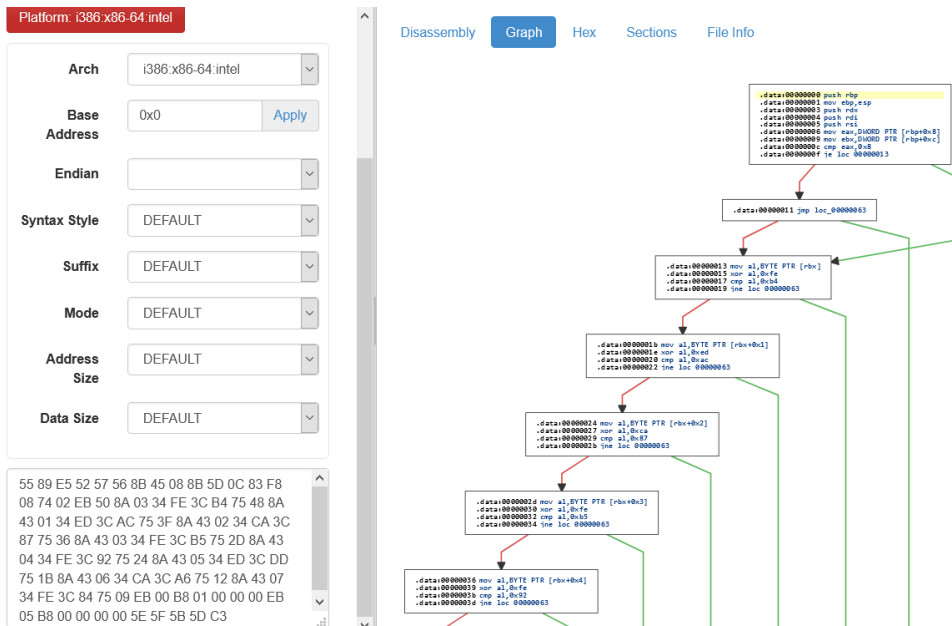 Platform: i386:x86-64:intel
Arch
i386:x86-64:intel
Base Address
0x0
Apply
Endian
Syntax Style
DEFAULT
Suffix
DEFAULT
Mode
DEFAULT
Address Size
DEFAULT
Data Size
DEFAULT
55 89 E5 52 57 56 8B 45 08 8B 5D 0C 83 F8
08 74 02 EB 50 8A 03 34 FE 3C B4 75 48 8A
43 01 34 ED 3C AC 75 3F 8A 43 02 34 CA 3C
87 75 36 8A 43 03 34 FE 3C B5 75 2D 8A 43
04 34 FE 3C 92 75 24 8A 43 05 34 ED 3C DD
75 1B 8A 43 06 34 CA 3C A6 75 12 8A 43 07
34 FE 3C 84 75 09 EB 00 B8 01 00 00 00 EB
05 B8 00 00 00 00 5E 5F 5B 5D C3
Disassembly
Graph
Hex
Sections
File Info
.data:00000000 push rbp
.data:00000001 mov ebp,esp
.data:00000003 push rdx
.data:00000004 push rdi
.data:00000005 push rsi
.data:00000006 mov eax,DWORD PTR [rbp+0x8]
.data:00000009 mov ebx,DWORD PTR [rbp+0xc]
.data:0000000c cmp eax,0x8
.data:0000000f je loc 00000013
.data:00000011 jmp loc_00000063
.data:00000013 mov al,BYTE PTR [rbx]
.data:00000015 xor al,0xfe
.data:00000017 cmp al,0xb4
.data:00000019 jne loc 00000063
.data:0000001b mov al,BYTE PTR [rbx+0x1]
.data:0000001e xor al,0xed
.data:00000020 cmp al,0xac
.data:00000022 jne loc 00000063
.data:00000024 mov al,BYTE PTR [rbx+0x2]
.data:00000027 xor al,0xca
.data:00000029 cmp al,0x87
.data:0000002b jne loc 00000063
.data:0000002d mov al,BYTE PTR [rbx+0x3]
.data:00000030 xor al,0xfe
.data:00000032 cmp al,0xb5
.data:00000034 jne loc 00000063
.data:00000036 mov al,BYTE PTR [rbx+0x4]
.data:00000039 xor al,0xfe
.data:0000003b cmp al,0x92
.data:0000003d jne loc 00000063